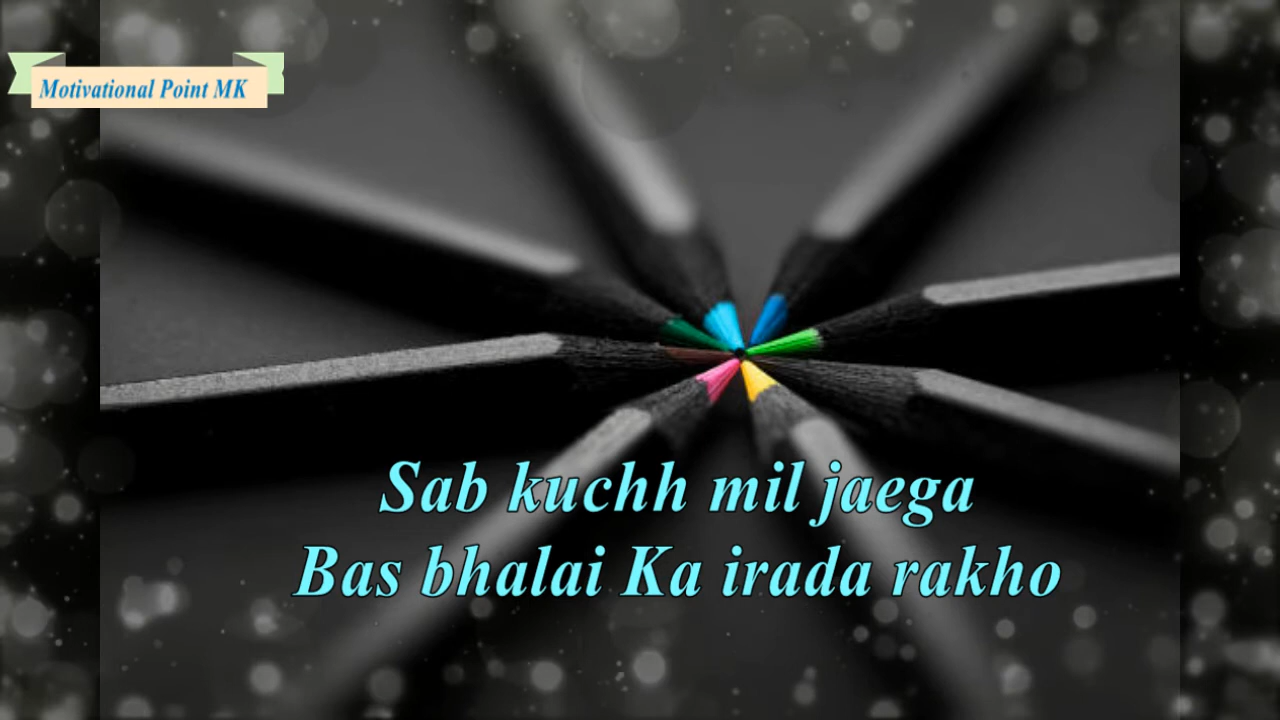 Motivational Point MK
Sab kuchh mil jaega
Bas bhalai Ka irada rakho